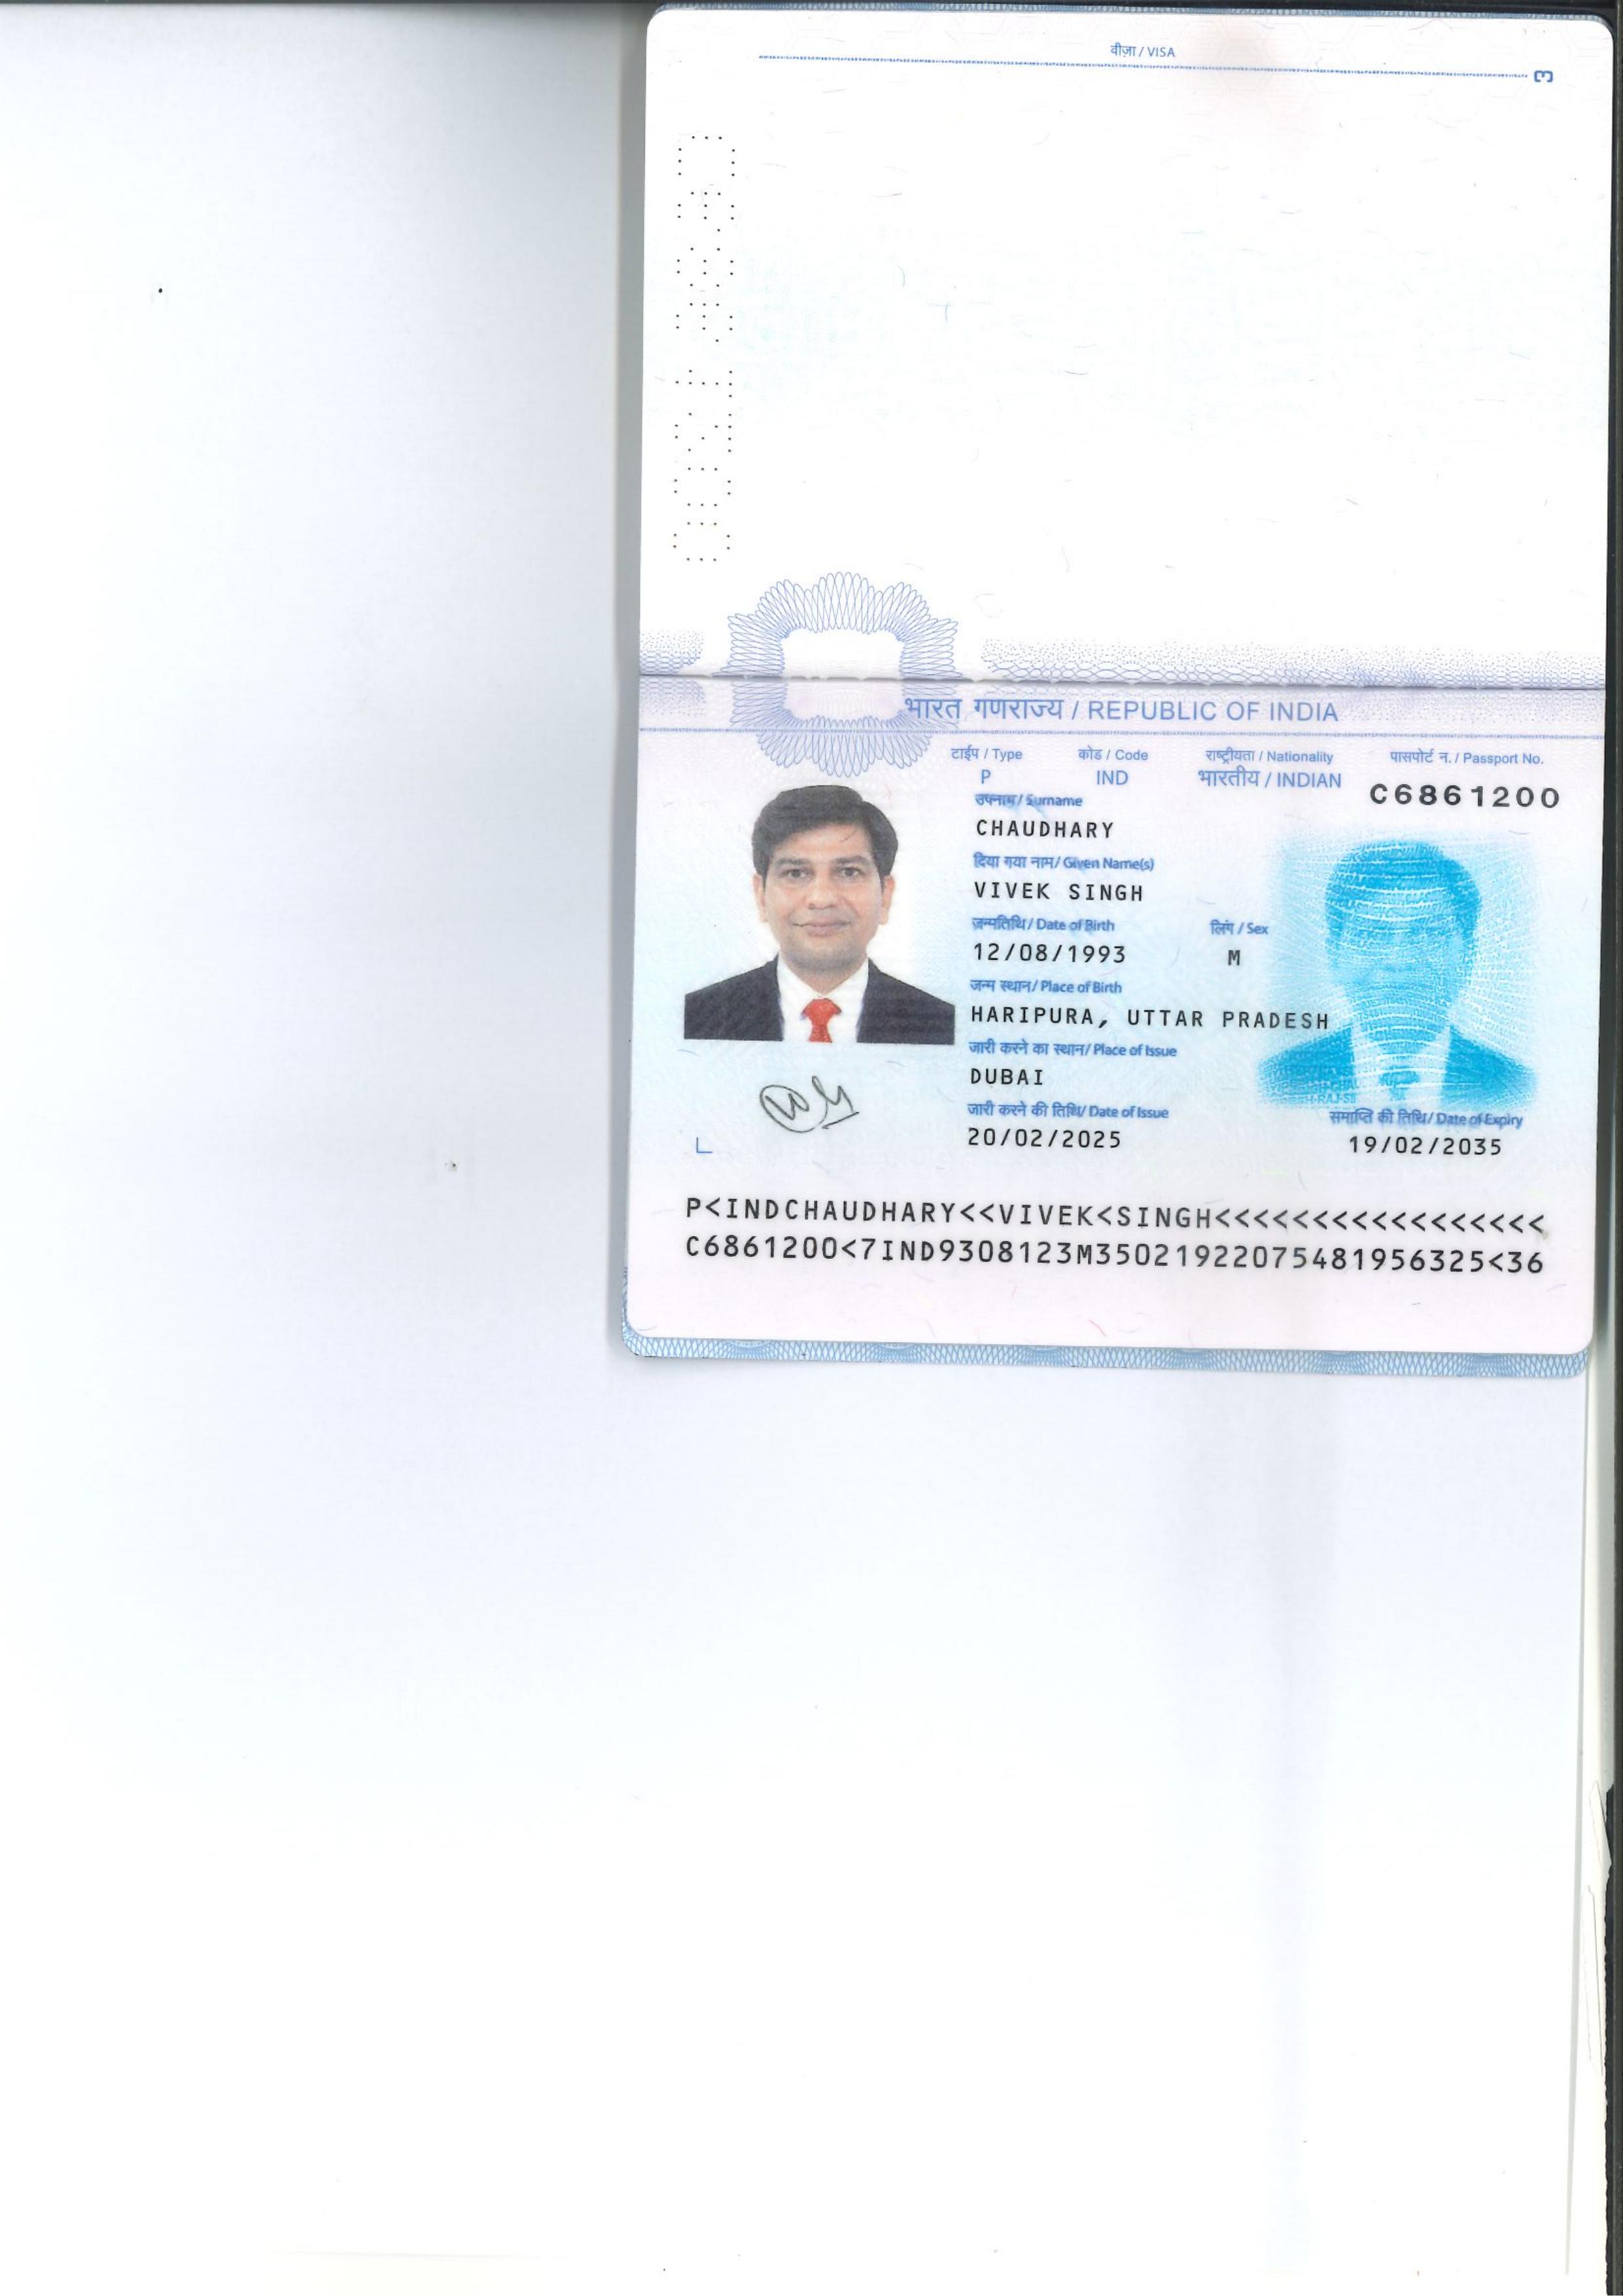 वीज़ा / VISA
3
भारत गणराज्य / REPUBLIC OF INDIA
टाईप / Type कोड / Code राष्ट्रीयता / Nationality पासपोर्ट न. / Passport No.
P IND भारतीय / INDIAN C6861200
उपनाम / Surname
CHAUDHARY
दिया गया नाम / Given Name(s)
VIVEK SINGH
जन्मतिथि / Date of Birth लिंग / Sex
12/08/1993 M
जन्म स्थान / Place of Birth
HARIPURA, UTTAR PRADESH
जारी करने का स्थान / Place of Issue
DUBAI
जारी करने की तिथि / Date of Issue समाप्ति की तिथि / Date of Expiry
20/02/2025 19/02/2035
P<INDCHAUDHARY<<VIVEK<SINGH<<<<<<<<<<<<<<<<<
C6861200<7IND9308123M35021922075481956325<36